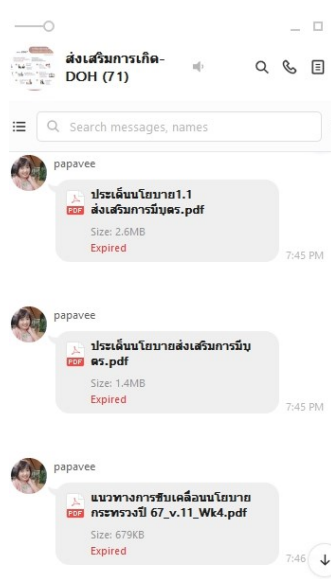 ส่งเสริมการเกิด-
DOH (71)
Search messages, names
papavee
ประเด็นนโยบาย1.1
ส่งเสริมการมีบุตร.pdf
PDF
Size: 2.6MB
Expired
7:45 PM
papavee
ประเด็นนโยบายส่งเสริมการมีบุ
ตร.pdf
PDF
Size: 1.4MB
Expired
7:45 PM
papavee
แนวทางการขับเคลื่อนนโยบาย
กระทรวงปี 67_v.11_Wk4.pdf
PDF
Size: 679KB
Expired
7:46